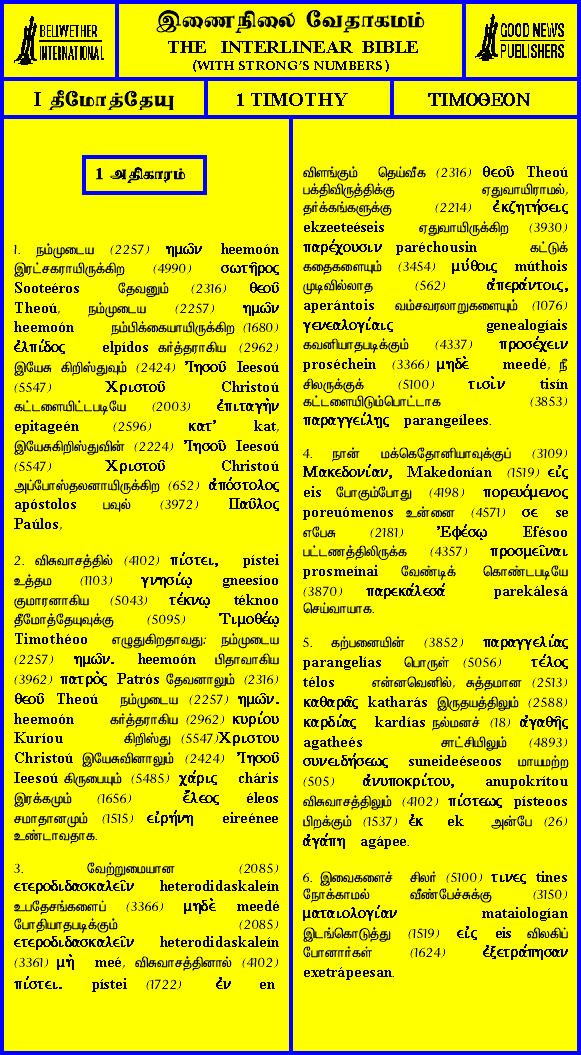 BELLWETHER
INTERNATIONAL
இணைநிலை வேதாகமம்
THE INTERLINEAR BIBLE
(WITH STRONG'S NUMBERS)
GOOD NEWS
PUBLISHERS
I தீமோத்தேயு
1 TIMOTHY
ΤΙΜΟΘΕΟΝ
1 அதிகாரம்
1. நம்முடைய (2257) ημῶν heemoón
இரட்சகராயிருக்கிற (4990) σωτῆρος
Sooteéros தேவனும் (2316) θεοῦ
Theoú, நம்முடைய (2257) ημῶν
heemoón நம்பிக்கையாயிருக்கிற (1680)
ἐλπίδος elpídos கர்த்தராகிய (2962)
இயேசு கிறிஸ்துவும் (2424) Ἰησοῦ Ieesoú
(5547) Χριστοῦ Christoú
கட்டளையிட்டபடியே (2003) ἐπιταγὴν
epitageén (2596) κατ’ kat,
இயேசுகிறிஸ்துவின் (2224) Ἰησοῦ Ieesoú
(5547) Χριστοῦ Christoú
அப்போஸ்தலனாயிருக்கிற (652) ἀπόστολος
apóstolos பவுல் (3972) Παῦλος
Paúlos,
2. விசுவாசத்தில் (4102) πίστει, pístei
உத்தம (1103) γνησίῳ gneesíoo
குமாரனாகிய (5043) τέκνῳ téknoo
தீமோத்தேயுவுக்கு (5095) Τιμοθέῳ
Timothéoo எழுதுகிறதாவது: நம்முடைய
(2257) ημῶν. heemoón பிதாவாகிய
(3962) πατρὸς Patrós தேவனாலும் (2316)
θεοῦ Theoú நம்முடைய (2257) ημῶν.
heemoón கர்த்தராகிய (2962) κυρίου
Kuríou கிறிஸ்து (5547)Χριστου
Christoú இயேசுவினாலும் (2424) Ἰησοῦ
Ieesoú கிருபையும் (5485) χάρις cháris
இரக்கமும் (1656) ἔλεος éleos
சமாதானமும் (1515) εἰρήνη eireénee
உண்டாவதாக.
3. வேற்றுமையான (2085)
ετεροδιδασκαλεῖν heterodidaskaleín
உபதேசங்களைப் (3366) μηδὲ meedé
போதியாதபடிக்கும் (2085)
ετεροδιδασκαλεῖν heterodidaskaleín
(3361) μὴ meé, விசுவாசத்தினால் (4102)
πίστει. pístei (1722) ἐν en
விளங்கும் தெய்வீக (2316) θεοῦ Theoú
பக்திவிருத்திக்கு ஏதுவாயிராமல்,
தர்க்கங்களுக்கு (2214) ἐκζητήσεις
ekzeeteéseis ஏதுவாயிருக்கிற (3930)
παρέχουσιν paréchousin கட்டுக்
கதைகளையும் (3454) μύθοις múthois
முடிவில்லாத (562) ἀπεράντοις,
aperántois வம்சவரலாறுகளையும் (1076)
γενεαλογίαις genealogíais
கவனியாதபடிக்கும் (4337) προσέχειν
proséchein (3366) μηδὲ meedé, நீ
சிலருக்குக் (5100) τισὶν tisín
கட்டளையிடும்பொட்டாக (3853)
παραγγείλης parangeílees.
4. நான் மக்கெதோனியாவுக்குப் (3109)
Μακεδονίαν, Makedonían (1519) εἰς
eis போகும்போது (4198) πορευόμενος
poreuómenos உன்னை (4571) σε se
எபேசு (2181) Ἐφέσῳ Efésoo
பட்டணத்திலிருக்க (4357) προσμεῖναι
prosmeínai வேண்டிக் கொண்டபடியே
(3870) παρεκάλεσά parekálesá
செய்வாயாக.
5. கற்பனையின் (3852) παραγγελίας
parangelías பொருள் (5056) τέλος
télos என்னவெனில், சுத்தமான (2513)
καθαρᾶς katharás இருதயத்திலும் (2588)
καρδίας kardías நல்மனச் (18) ἀγαθῆς
agatheés சாட்சியிலும் (4893)
συνειδήσεως suneideéseoos மாயமற்ற
(505) ἀνυποκρίτου, anupokrítou
விசுவாசத்திலும் (4102) πίστεως písteoos
பிறக்கும் (1537) ἐκ ek அன்பே (26)
ἀγάπη agápee.
6. இவைகளைச் சிலர் (5100) τινες tines
நோக்காமல் வீண்பேச்சுக்கு (3150)
ματαιολογίαν mataiologían
இடங்கொடுத்து (1519) εἰς eis விலகிப்
போனார்கள் (1624) ἐξετράπησαν
exetrápeesan.